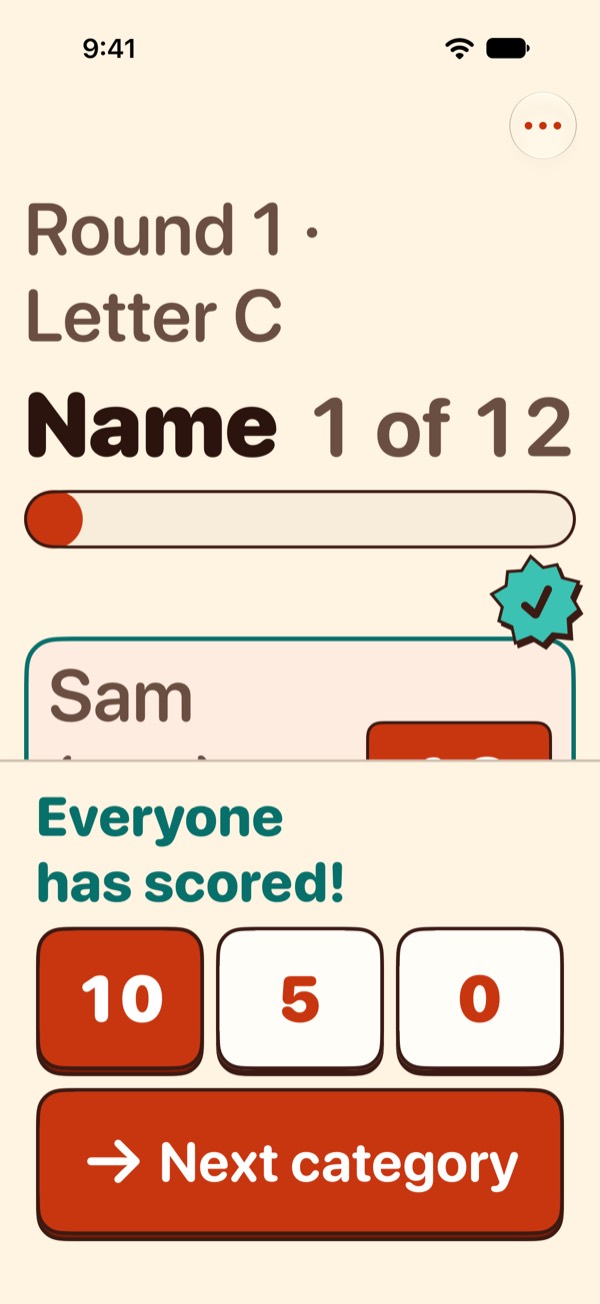 9:41
Round 1 ·
Letter C
Name 1 of 12
Sam
Everyone
has scored!
10 5 0
→ Next category